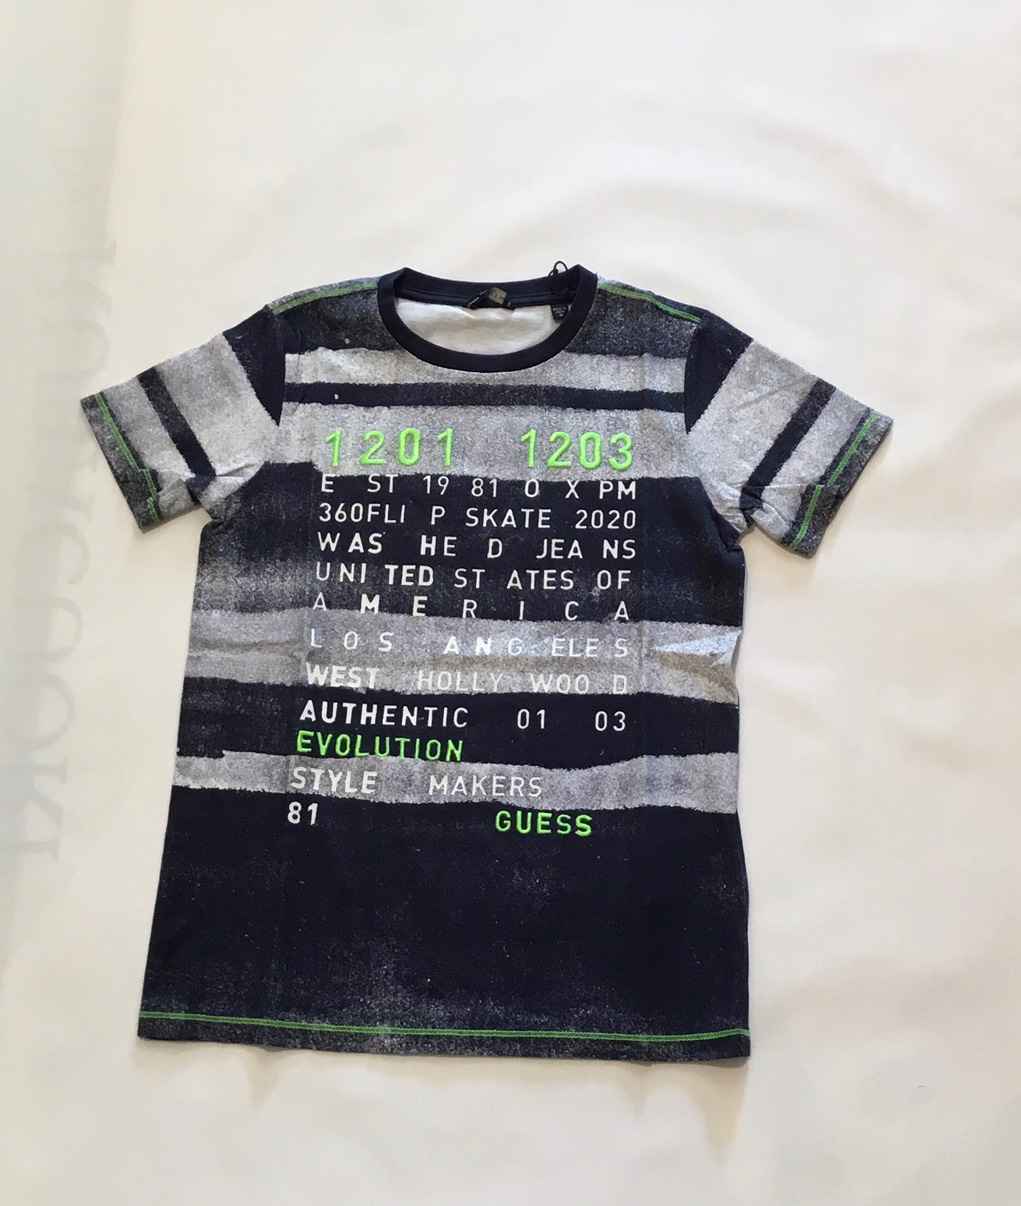 1201 1203
E ST 19 81 O X PM
360FLI P SKATE 2020
WAS HE D JEA NS
UNI TED ST ATES OF
A M E R I C A
LOS ANG ELE S
WEST HOLLY WOO D
AUTHENTIC 01 03
EVOLUTION
STYLE MAKERS
81 GUESS